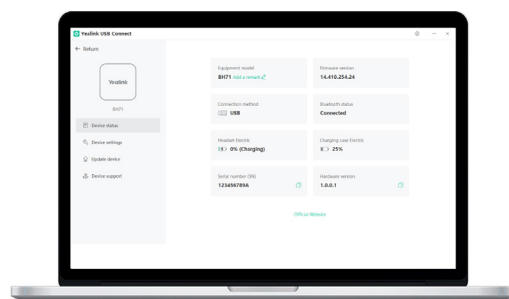 Yealink USB Connect
Return
Yealink
BH71
Device status
Device settings
Update device
Device support
Equipment model
BH71 Add a remark
Firmware version
14.410.254.24
Connection method
USB
Bluetooth status
Connected
Headset Electric
0% (Charging)
Charging case Electric
25%
Serial number (SN)
123456789A
Hardware version
1.0.0.1
Official Website